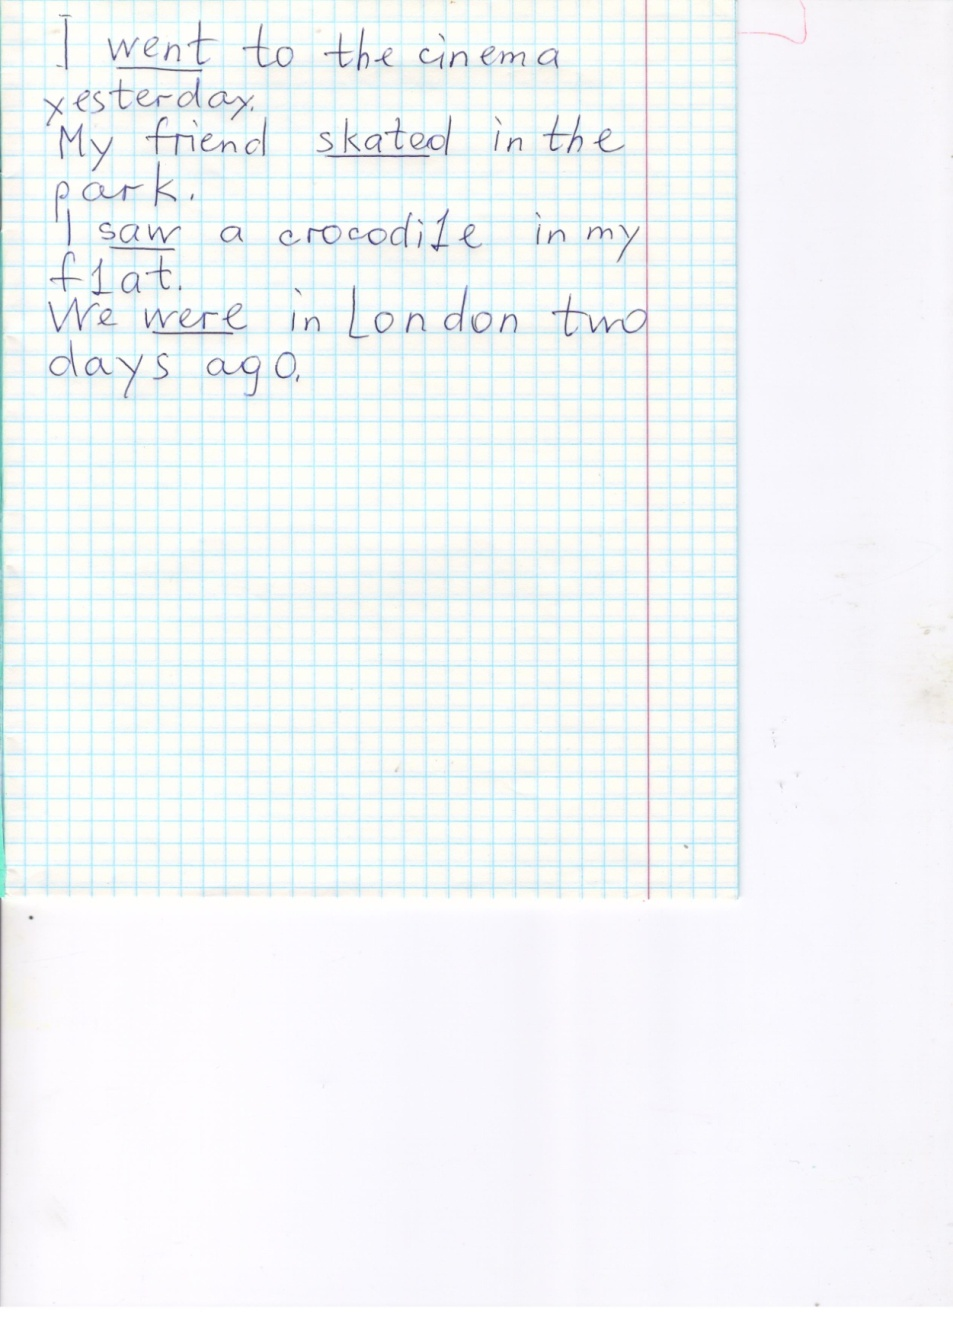 I went to the cinema
yesterday.
My friend skated in the
park.
I saw a crocodile in my
flat.
We were in London two
days ago.